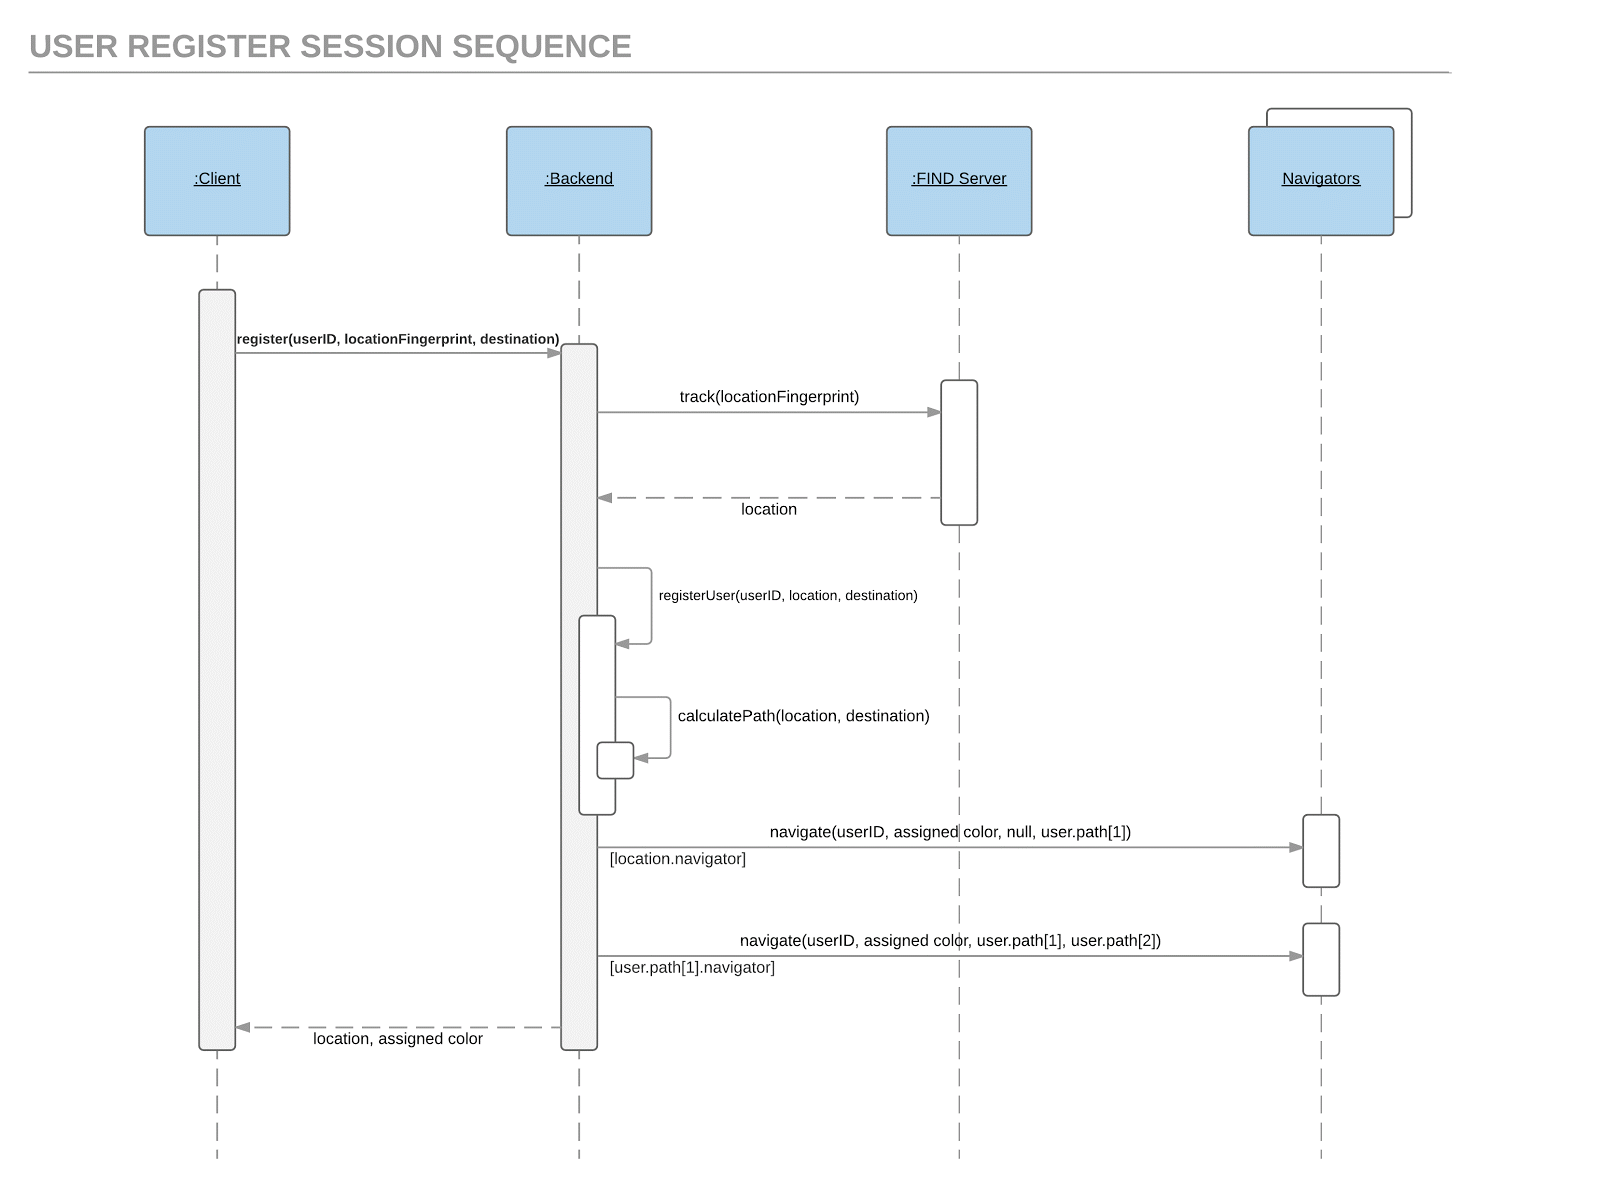 USER REGISTER SESSION SEQUENCE
:Client
:Backend
:FIND Server
Navigators
register(userID, locationFingerprint, destination)
track(locationFingerprint)
location
registerUser(userID, location, destination)
calculatePath(location, destination)
navigate(userID, assigned color, null, user.path[1])
[location.navigator]
navigate(userID, assigned color, user.path[1], user.path[2])
[user.path[1].navigator]
location, assigned color